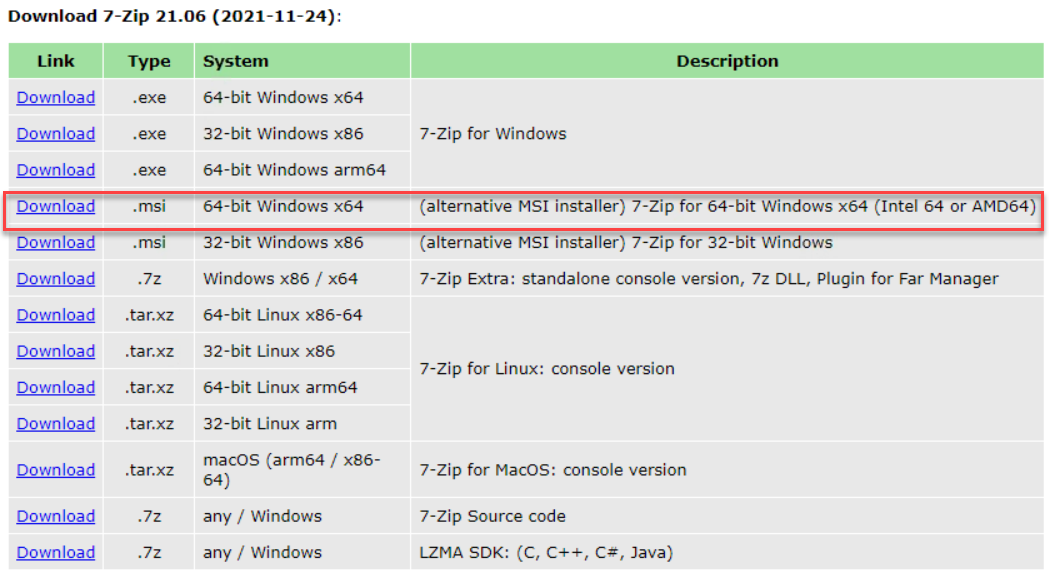 Download 7-Zip 21.06 (2021-11-24):
Link Type System Description
Download .exe 64-bit Windows x64
Download .exe 32-bit Windows x86 7-Zip for Windows
Download .exe 64-bit Windows arm64
Download .msi 64-bit Windows x64 (alternative MSI installer) 7-Zip for 64-bit Windows x64 (Intel 64 or AMD64)
Download .msi 32-bit Windows x86 (alternative MSI installer) 7-Zip for 32-bit Windows
Download .7z Windows x86 / x64 7-Zip Extra: standalone console version, 7z DLL, Plugin for Far Manager
Download .tar.xz 64-bit Linux x86-64
Download .tar.xz 32-bit Linux x86
7-Zip for Linux: console version
Download .tar.xz 64-bit Linux arm64
Download .tar.xz 32-bit Linux arm
Download .tar.xz macOS (arm64 / x86-
64) 7-Zip for MacOS: console version
Download .7z any / Windows 7-Zip Source code
Download .7z any / Windows LZMA SDK: (C, C++, C#, Java)